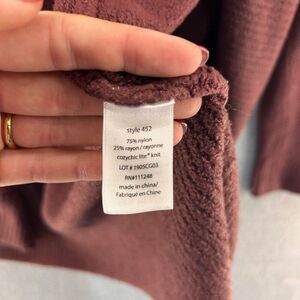 style 452
75% nylon
25% rayon / rayonne
cozychic lite® knit
LOT # 1905CG03
RN#111248
made in china/
Fabriqué en Chine